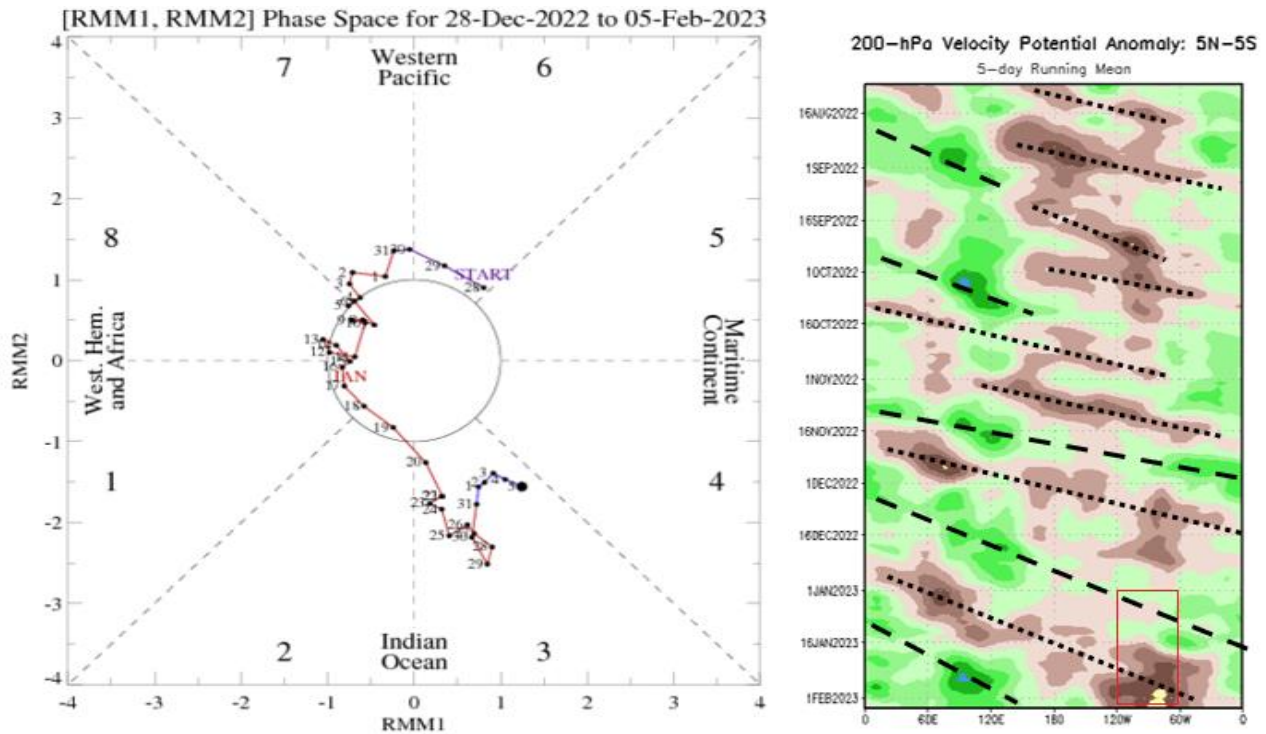 [RMM1, RMM2] Phase Space for 28-Dec-2022 to 05-Feb-2023
4
3
2
1
0
-1
-2
-3
-4
RMM2
7
Western
Pacific
6
8
5
West. Hem.
and Africa
Maritime
Continent
1
4
2
Indian
Ocean
3
START
28
29
31
1
2
5
9
13
12
JAN
17
18
19
20
23
24
25
26
29
31
3
-4
-3
-2
-1
0
1
2
3
4
RMM1
200-hPa Velocity Potential Anomaly: 5N-5S
5-day Running Mean
16AUG2022
1SEP2022
16SEP2022
1OCT2022
16OCT2022
1NOV2022
16NOV2022
1DEC2022
16DEC2022
1JAN2023
16JAN2023
1FEB2023
0
60E
120E
180
120W
60W
0